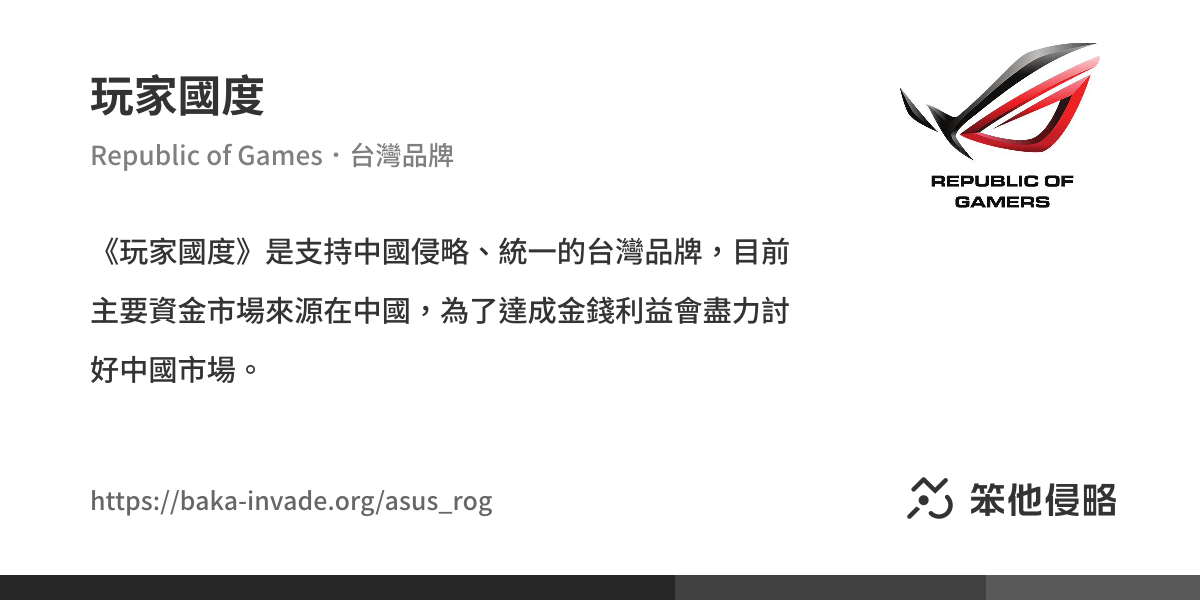 玩家國度
Republic of Games・台灣品牌
REPUBLIC OF
GAMERS
《玩家國度》是支持中國侵略、統一的台灣品牌，目前
主要資金市場來源在中國，為了達成金錢利益會盡力討
好中國市場。
https://baka-invade.org/asus_rog
笨他侵略